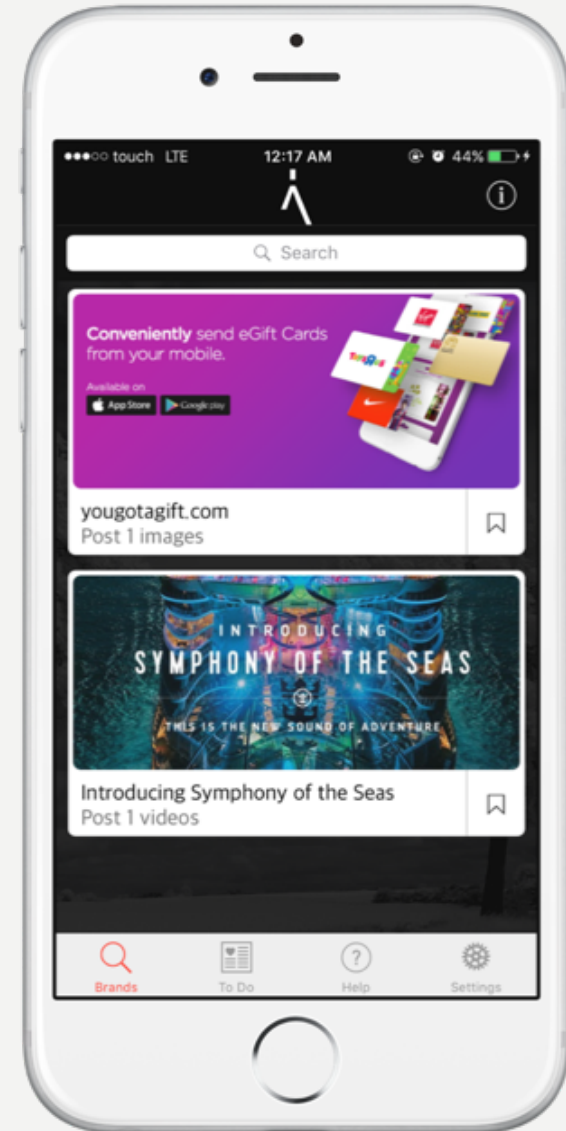 touch LTE 12:17 AM 44%
Search
Conveniently send eGift Cards
from your mobile.
Available on
App Store Google play
yougotagift.com
Post 1 images
INTRODUCING
SYMPHONY OF THE SEAS
THIS IS THE NEW SOUND OF ADVENTURE
Introducing Symphony of the Seas
Post 1 videos
Brands To Do Help Settings